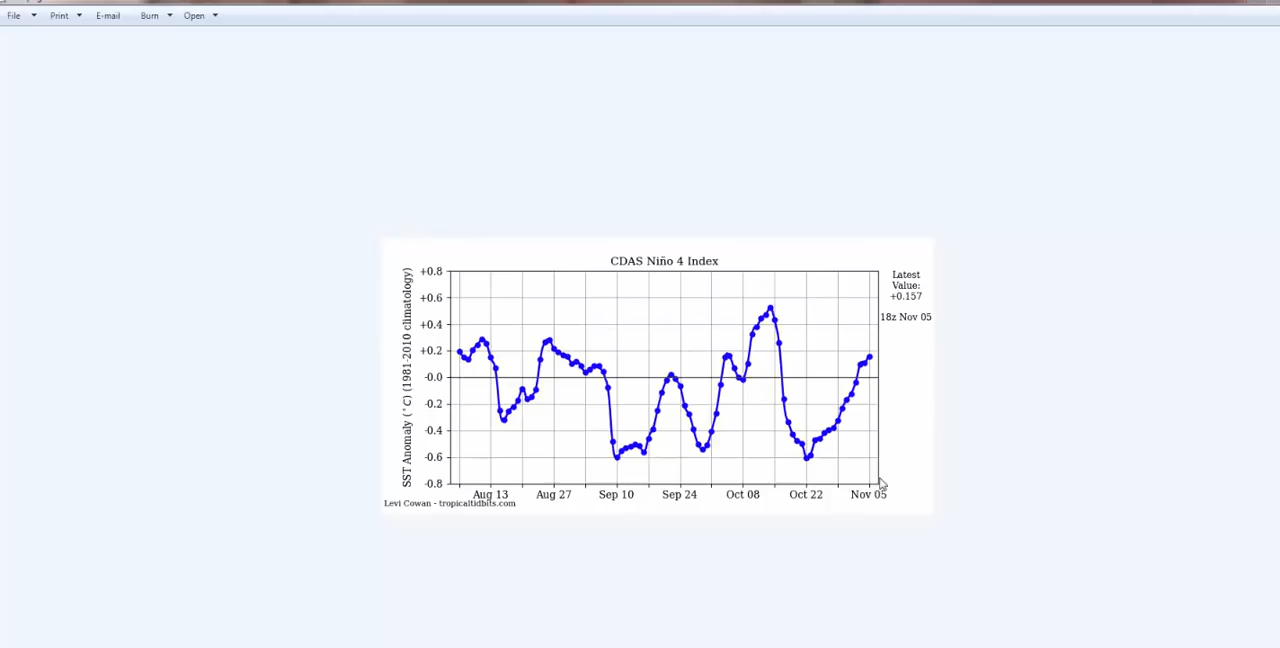 File Print E-mail Burn Open
CDAS Niño 4 Index
SST Anomaly (°C) (1981-2010 climatology)
+0.8
+0.6
+0.4
+0.2
-0.0
-0.2
-0.4
-0.6
-0.8
Aug 13 Aug 27 Sep 10 Sep 24 Oct 08 Oct 22 Nov 05
Latest
Value:
+0.157
18z Nov 05
Levi Cowan - tropicaltidbits.com